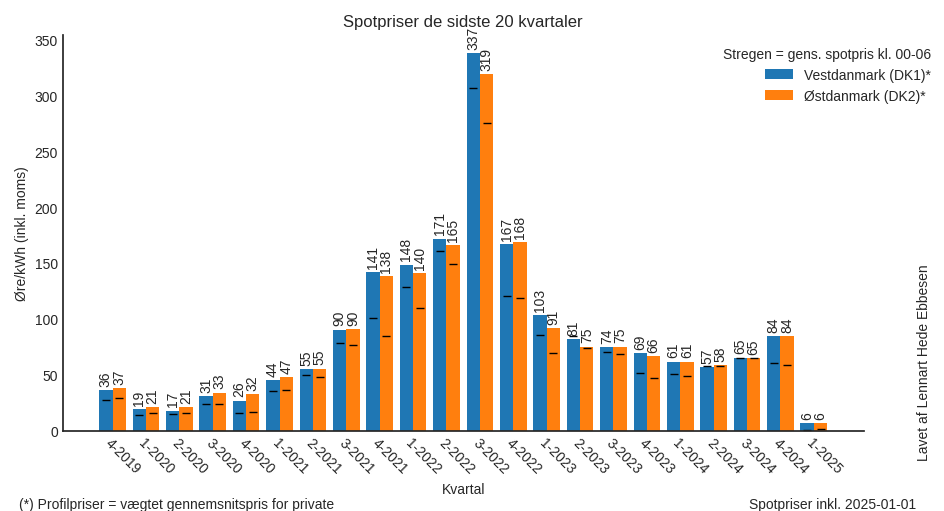 Spotpriser de sidste 20 kvartaler
Stregen = gens. spotpris kl. 00-06
Vestdanmark (DK1)*
Østdanmark (DK2)*
Øre/kWh (inkl. moms)
350
300
250
200
150
100
50
0
36 37 19 21 17 21 31 33 26 32 44 47 55 55 90 90 141 138 148 140 171 165 337 319 167 168 103 91 81 75 74 75 69 66 61 61 57 58 65 65 84 84 6 6
4-2019 1-2020 2-2020 3-2020 4-2020 1-2021 2-2021 3-2021 4-2021 1-2022 2-2022 3-2022 4-2022 1-2023 2-2023 3-2023 4-2023 1-2024 2-2024 3-2024 4-2024 1-2025
Kvartal
Lavet af Lennart Hede Ebbesen
(*) Profilpriser = vægtet gennemsnitspris for private
Spotpriser inkl. 2025-01-01